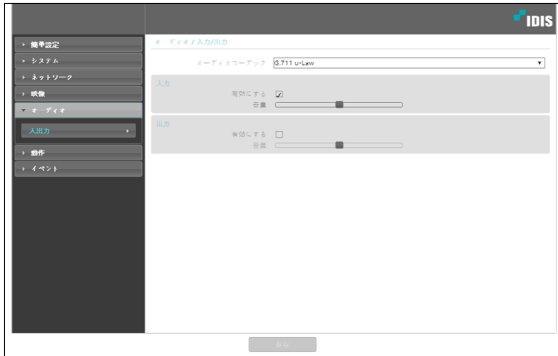 IDIS
簡単設定
システム
ネットワーク
映像
オーディオ
入出力
動作
イベント
オーディオ / 入力/出力
オーディオコーデック G.711 u-Law
入力
有効にする
音量
出力
有効にする
音量
保存